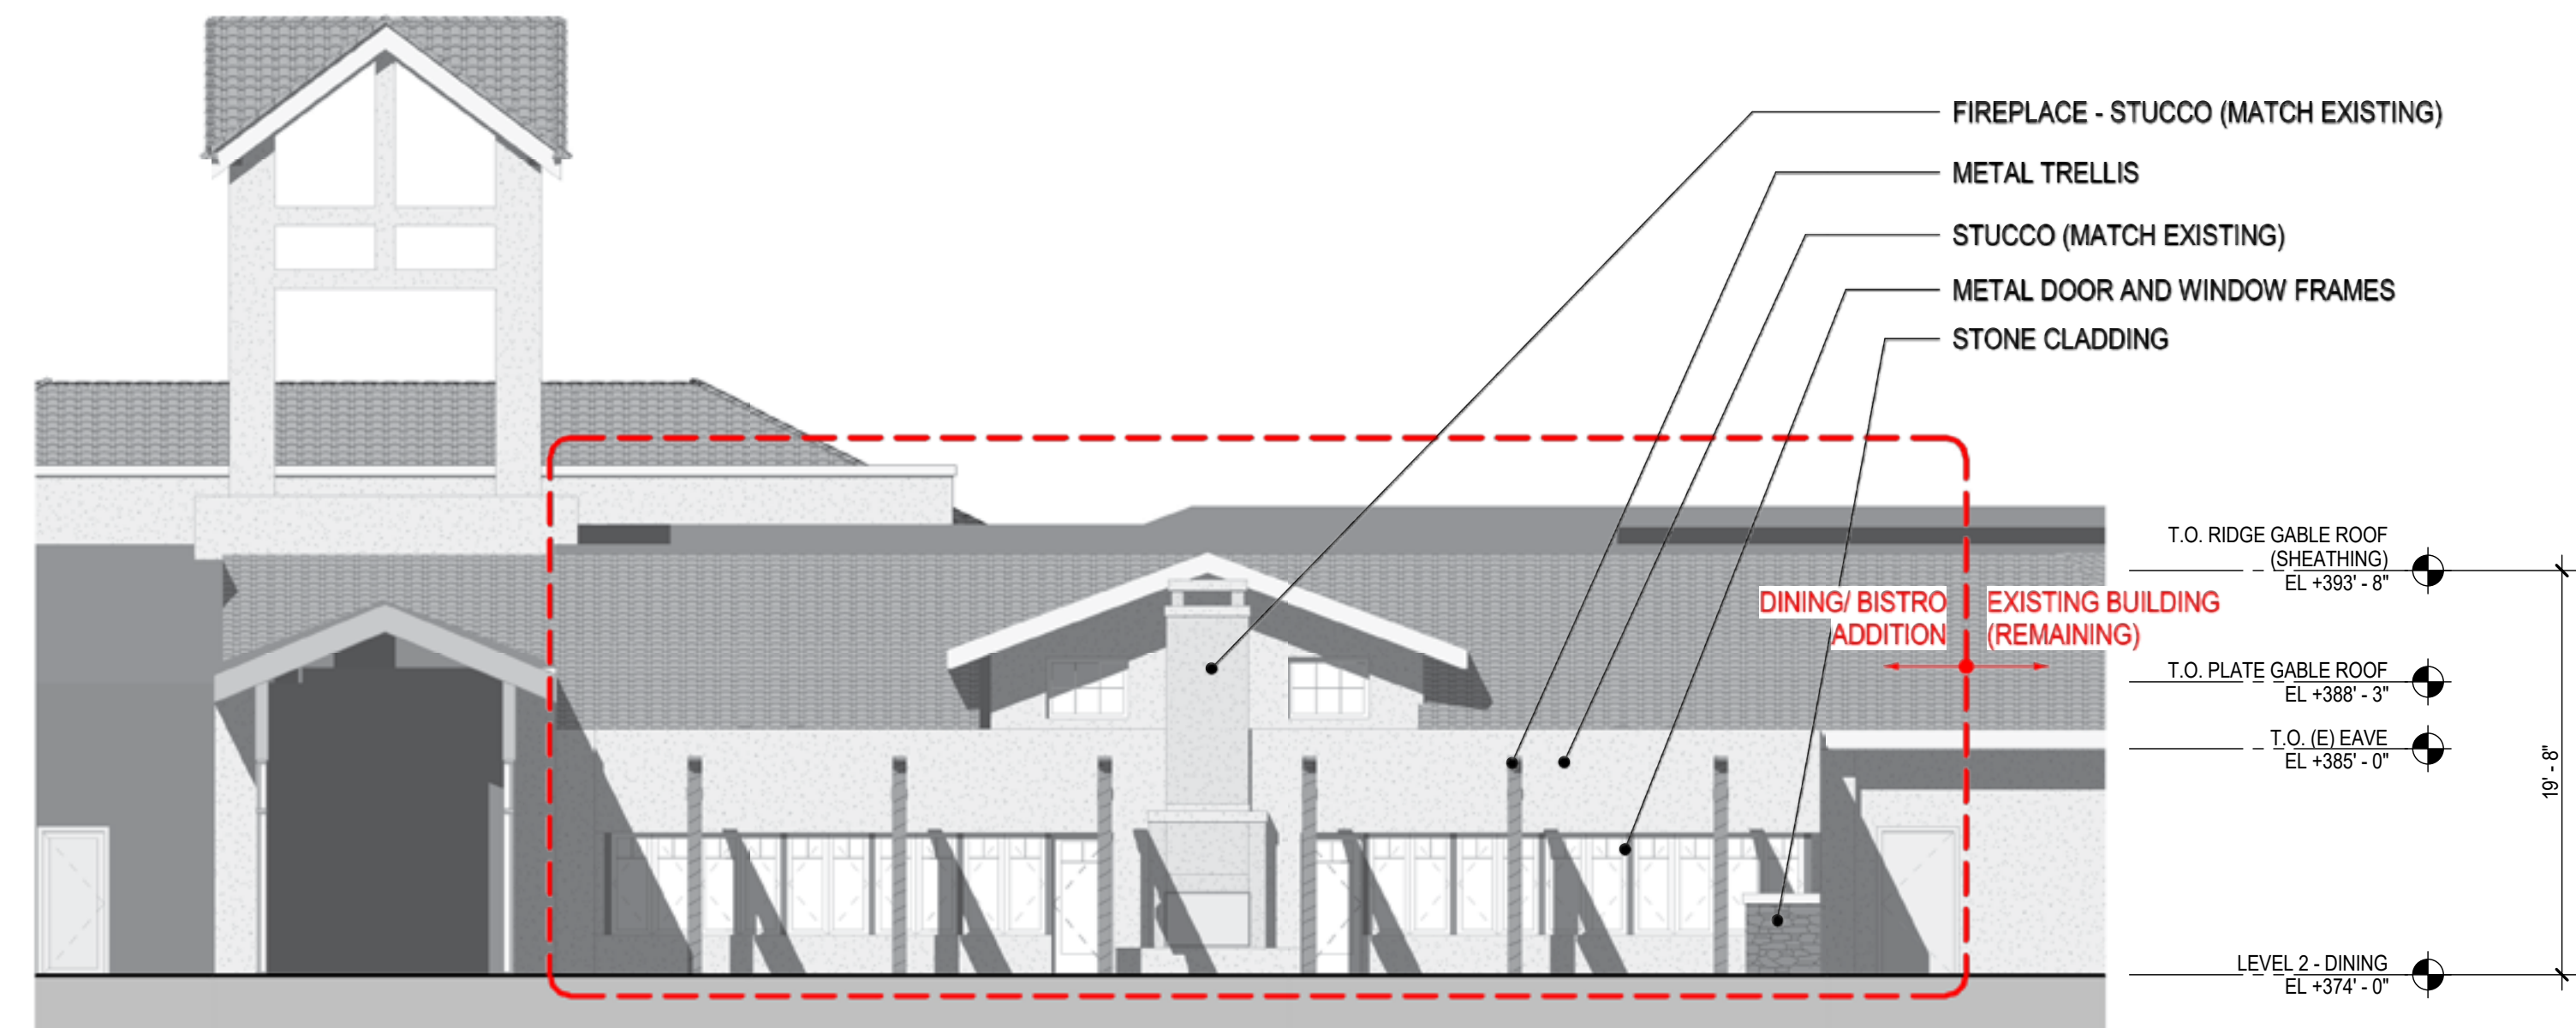 FIREPLACE - STUCCO (MATCH EXISTING)
METAL TRELLIS
STUCCO (MATCH EXISTING)
METAL DOOR AND WINDOW FRAMES
STONE CLADDING
DINING/ BISTRO
ADDITION
EXISTING BUILDING
(REMAINING)
T.O. RIDGE GABLE ROOF
(SHEATHING)
EL +393' - 8"
T.O. PLATE GABLE ROOF
EL +388' - 3"
T.O. (E) EAVE
EL +385' - 0"
19' - 8"
LEVEL 2 - DINING
EL +374' - 0"